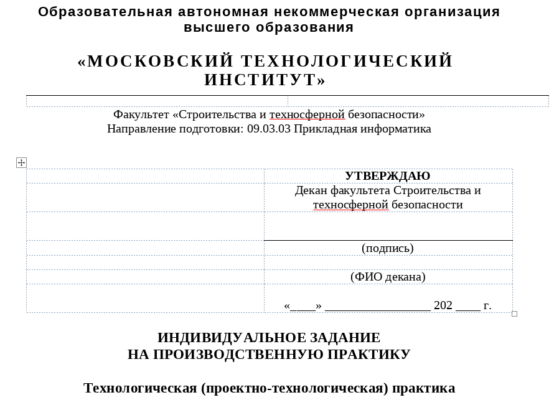 Образовательная автономная некоммерческая организация
высшего образования
«МОСКОВСКИЙ ТЕХНОЛОГИЧЕСКИЙ
ИНСТИТУТ»
Факультет «Строительства и техносферной безопасности»
Направление подготовки: 09.03.03 Прикладная информатика
УТВЕРЖДАЮ
Декан факультета Строительства и
техносферной безопасности
(подпись)
(ФИО декана)
«____» _________________ 202 ____ г.
ИНДИВИДУАЛЬНОЕ ЗАДАНИЕ
НА ПРОИЗВОДСТВЕННУЮ ПРАКТИКУ
Технологическая (проектно-технологическая) практика